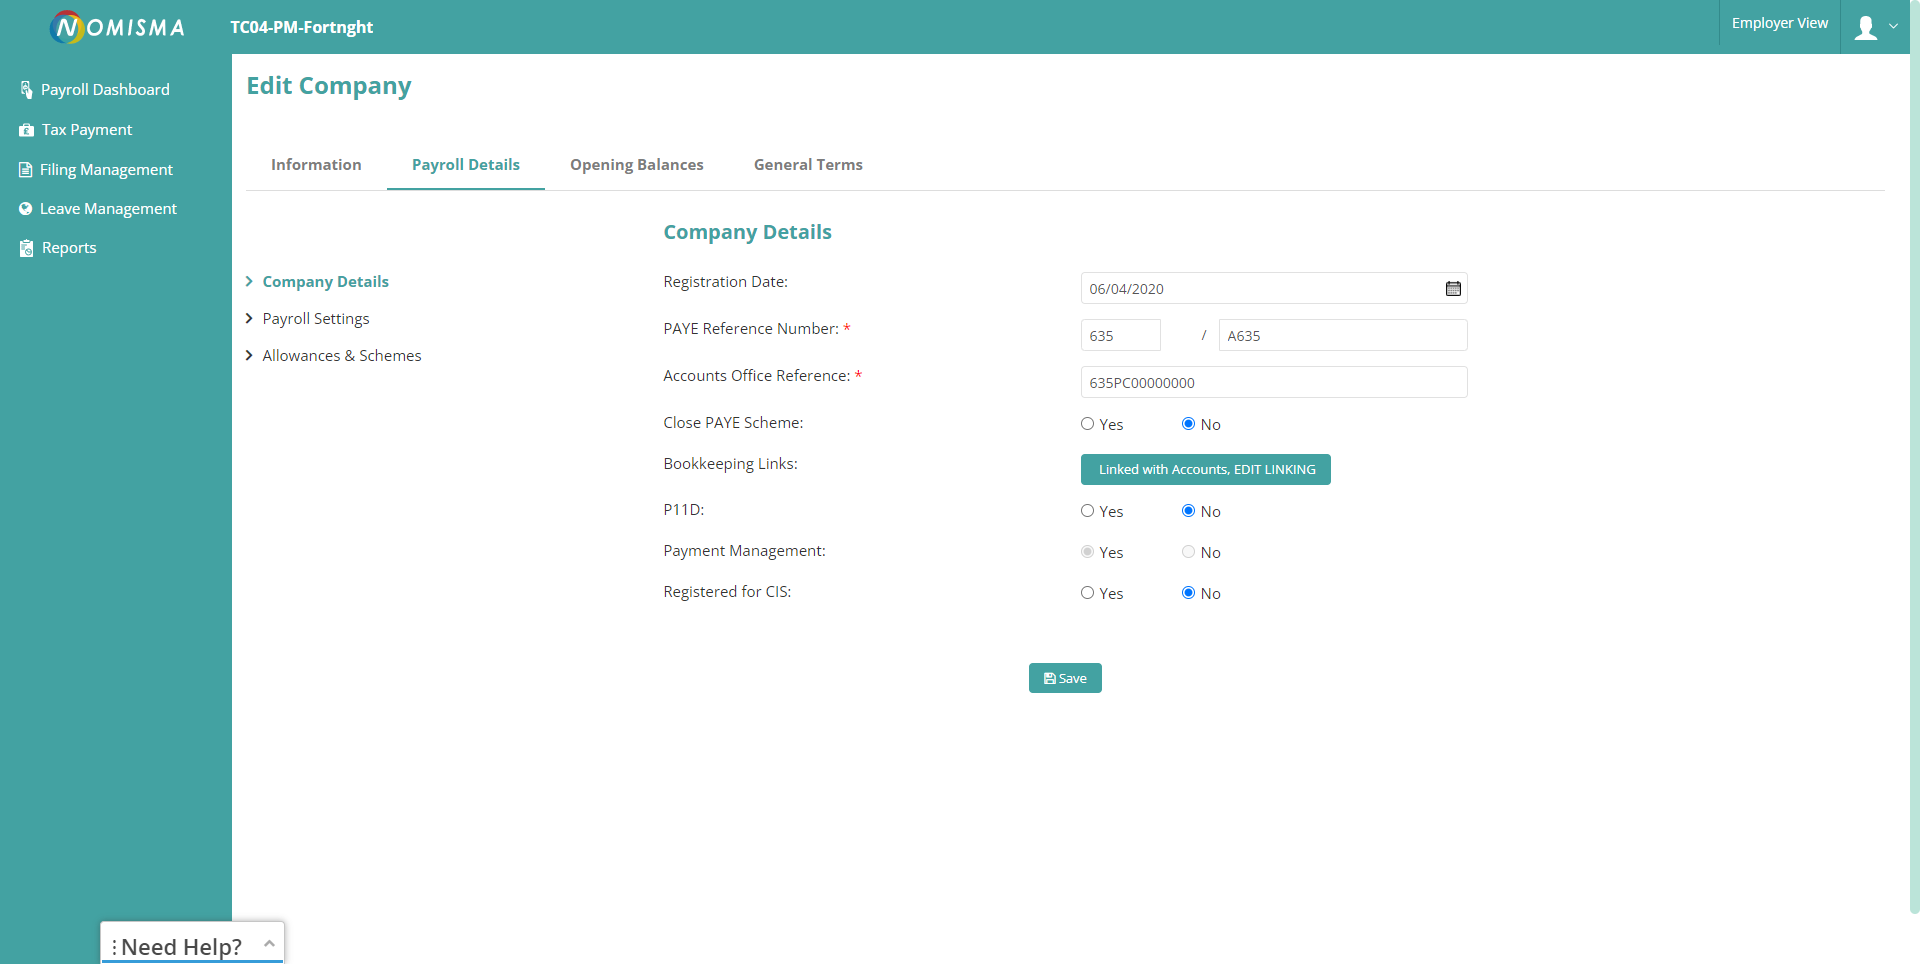 NOMISMA
TC04-PM-Fortnght
Employer View
Payroll Dashboard
Tax Payment
Filing Management
Leave Management
Reports
Edit Company
Information
Payroll Details
Opening Balances
General Terms
Company Details
Payroll Settings
Allowances & Schemes
Company Details
Registration Date:
06/04/2020
PAYE Reference Number: *
635 / A635
Accounts Office Reference: *
635PC00000000
Close PAYE Scheme:
Yes No
Bookkeeping Links:
Linked with Accounts, EDIT LINKING
P11D:
Yes No
Payment Management:
Yes No
Registered for CIS:
Yes No
Save
Need Help?